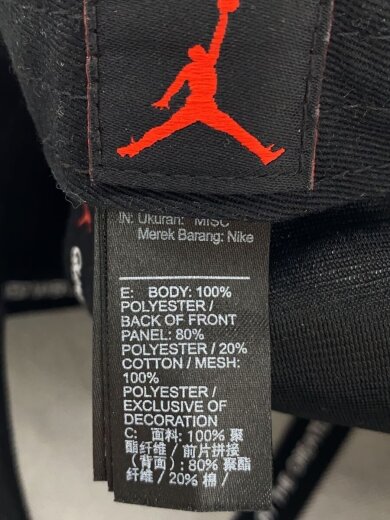 IN: Ukuran: MISC
Merek Barang: Nike
E: BODY: 100%
POLYESTER /
BACK OF FRONT
PANEL: 80%
POLYESTER / 20%
COTTON / MESH:
100%
POLYESTER /
EXCLUSIVE OF
DECORATION
C: 面料: 100% 聚
酯纤维 / 前片拼接
(背面) : 80% 聚酯
纤维 / 20% 棉 /